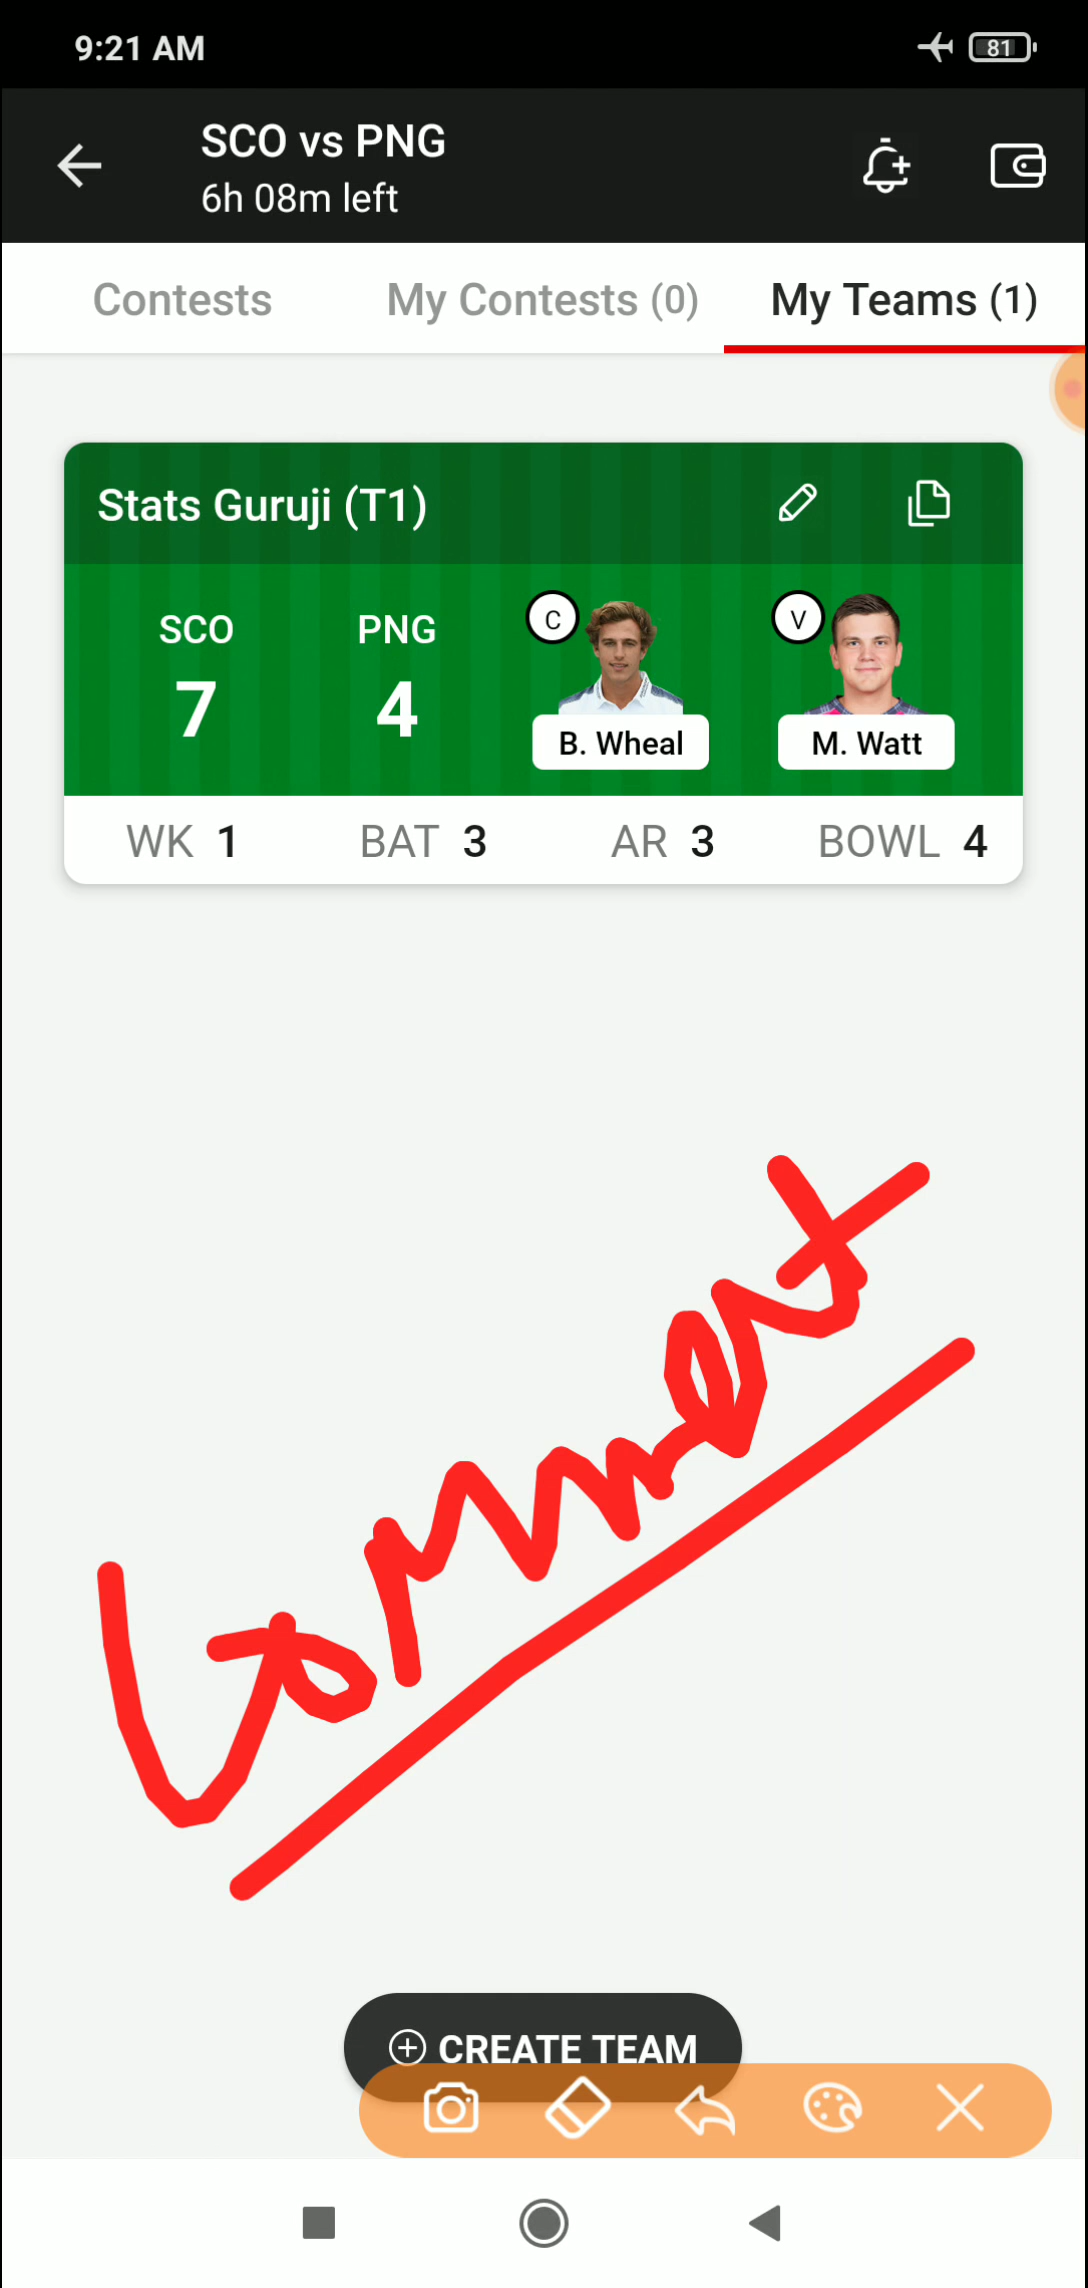 9:21 AM 81
SCO vs PNG
6h 08m left
Contests My Contests (0) My Teams (1)
Stats Guruji (T1)
SCO PNG C V
7 4
B. Wheal M. Watt
WK 1 BAT 3 AR 3 BOWL 4
Comment
CREATE TEAM